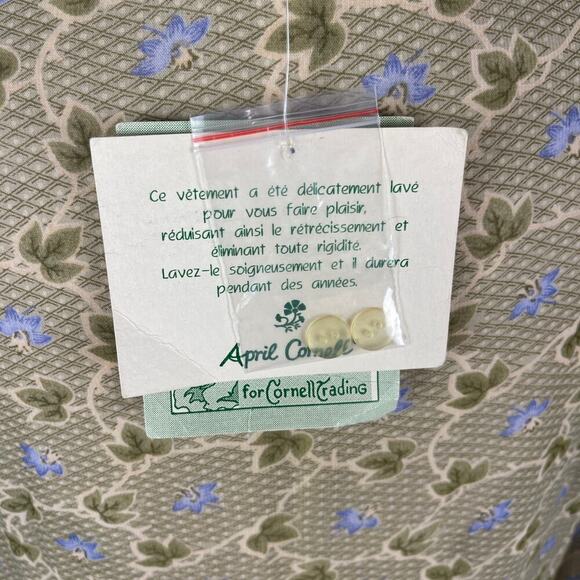 Ce vêtement a été délicatement lavé
pour vous faire plaisir,
réduisant ainsi le rétrécissement et
éliminant toute rigidité.
Lavez-le soigneusement et il durera
pendant des années.
April Cornell
for Cornell Trading